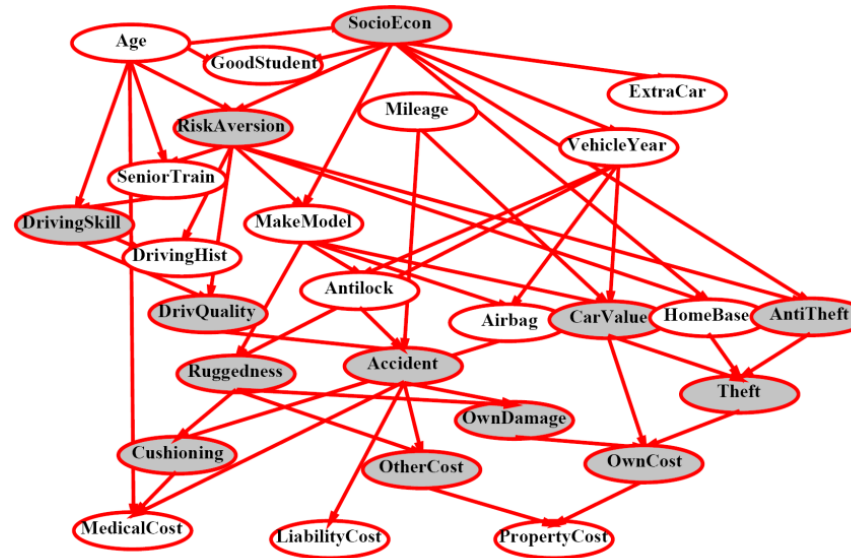 SocioEcon
Age
GoodStudent
ExtraCar
Mileage
RiskAversion
VehicleYear
SeniorTrain
DrivingSkill
MakeModel
DrivingHist
Antilock
DrivQuality
Airbag
CarValue
HomeBase
AntiTheft
Ruggedness
Accident
Theft
OwnDamage
Cushioning
OtherCost
OwnCost
MedicalCost
LiabilityCost
PropertyCost